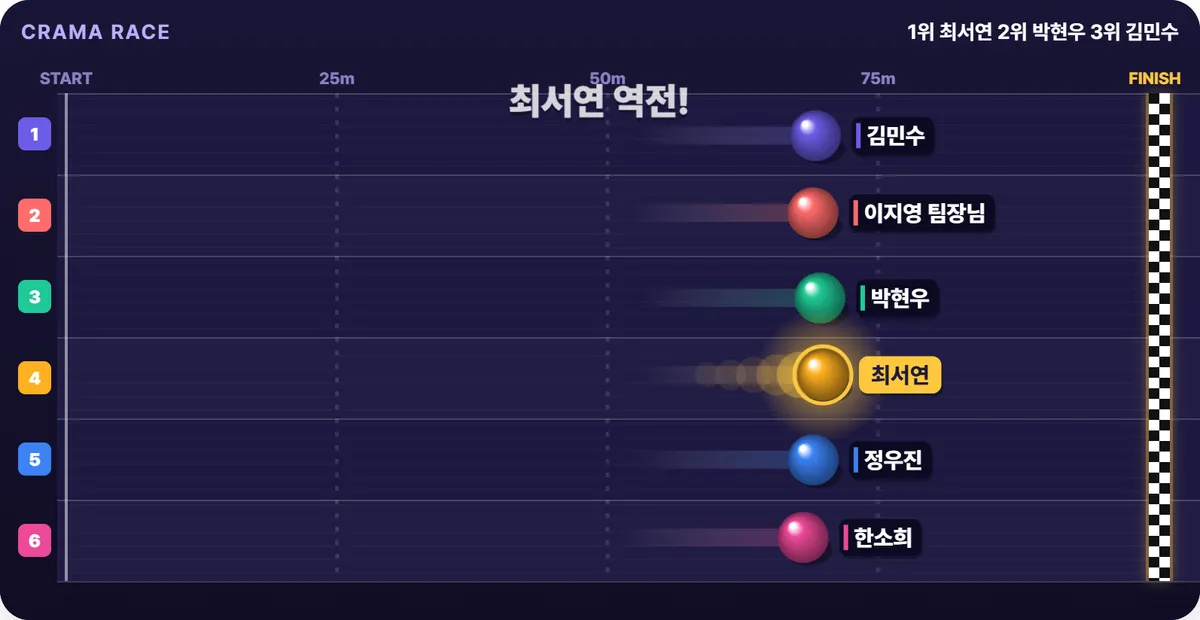 CRAMA RACE
1위 최서연 2위 박현우 3위 김민수
START 25m 50m 75m FINISH
최서연 역전!
1 김민수
2 이지영 팀장님
3 박현우
4 최서연
5 정우진
6 한소희